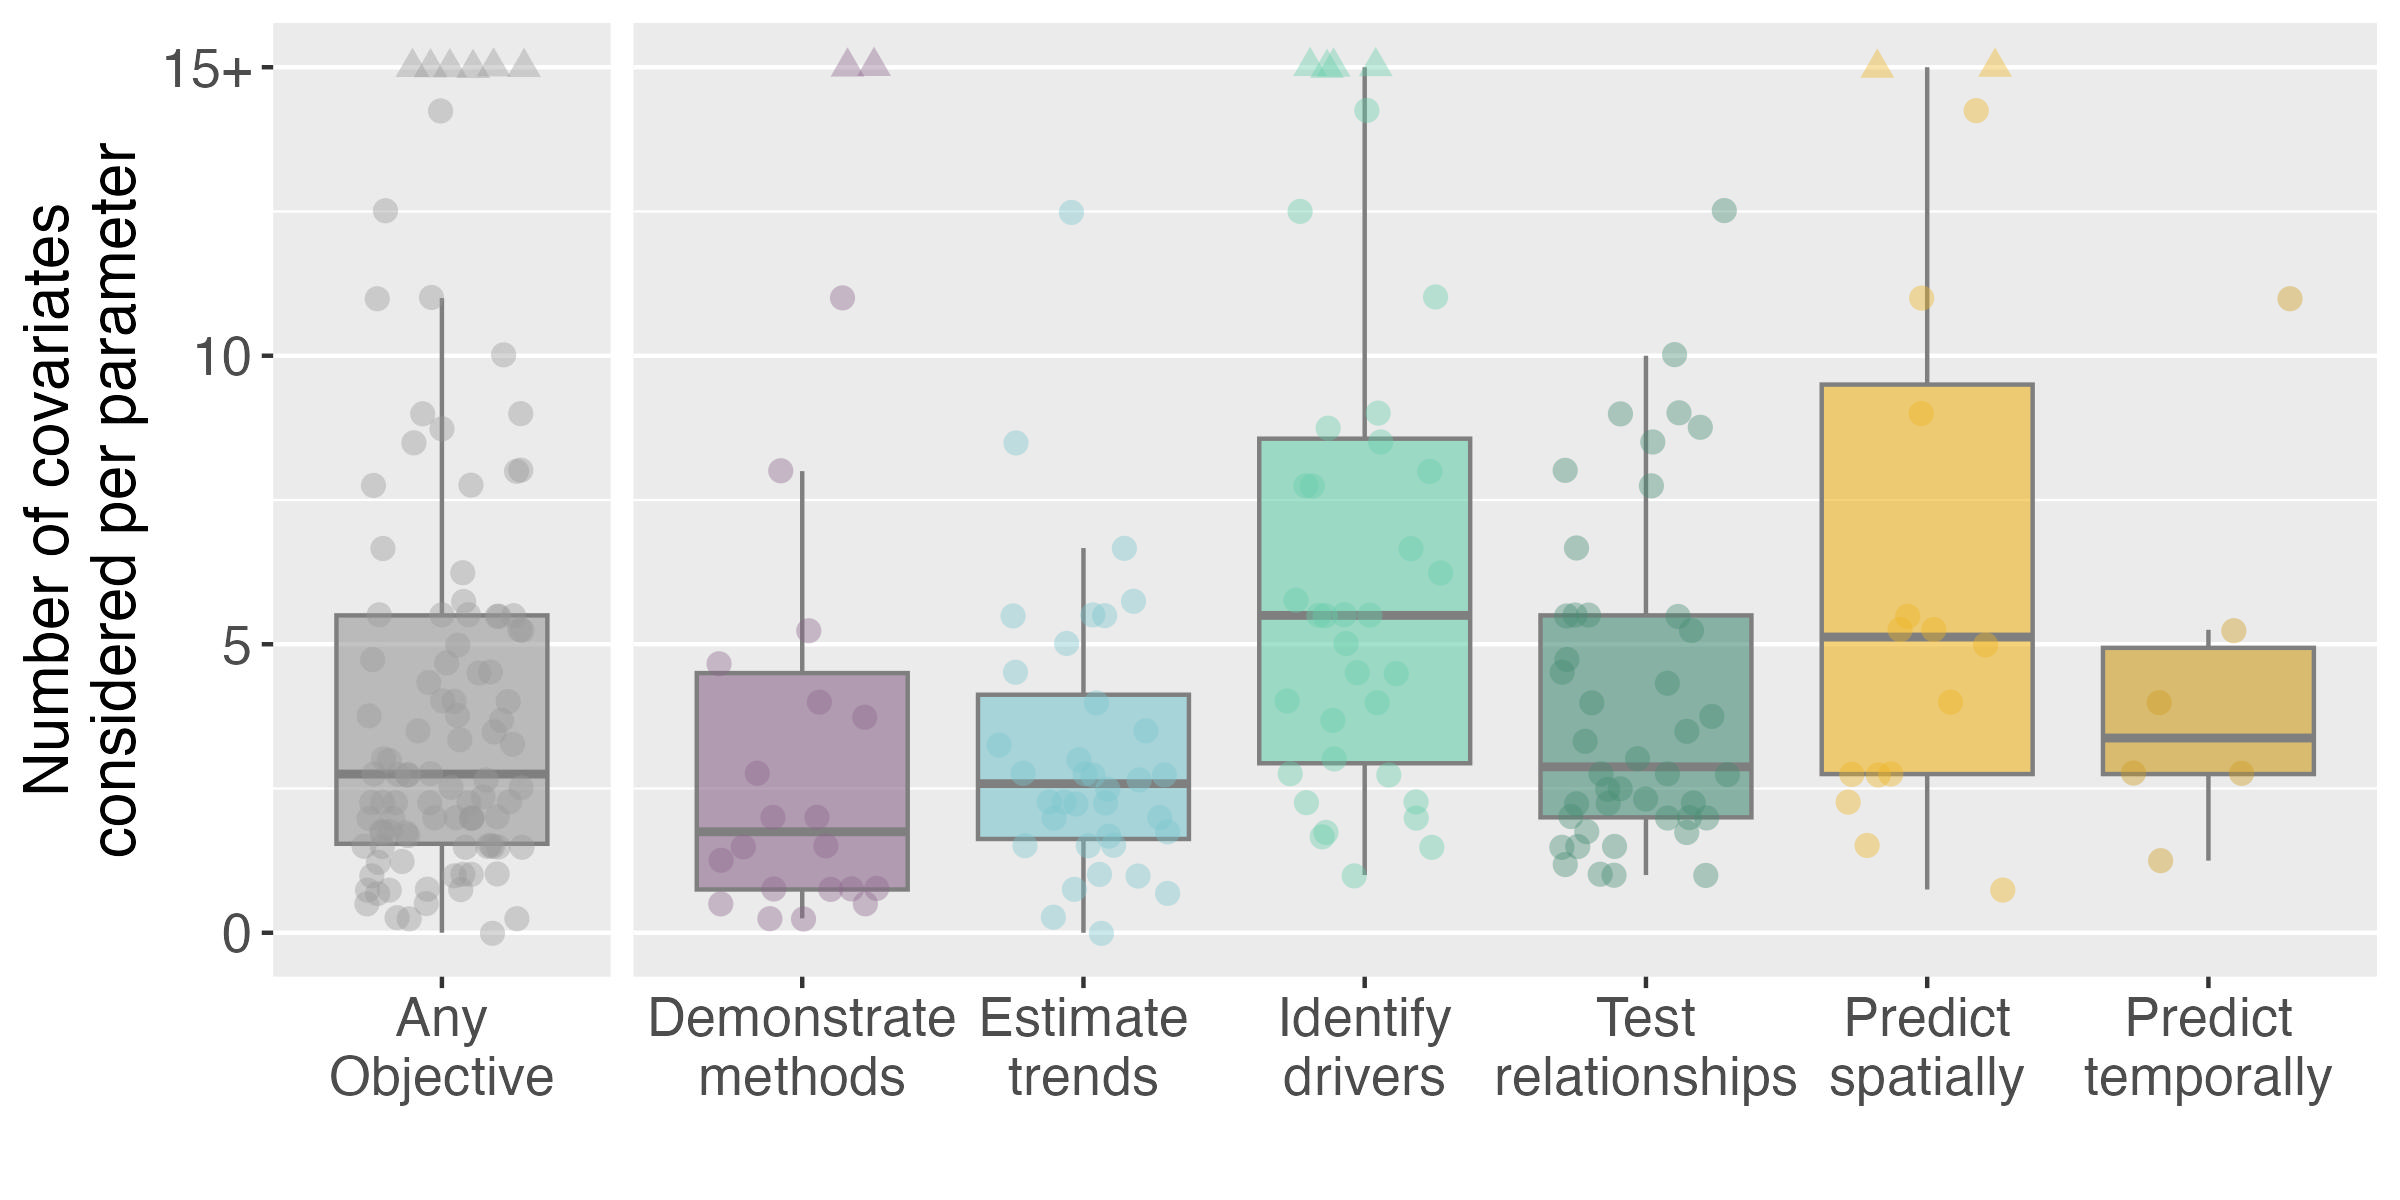 Number of covariates
considered per parameter
15+
10
5
0
Any
Objective
Demonstrate
methods
Estimate
trends
Identify
drivers
Test
relationships
Predict
spatially
Predict
temporally